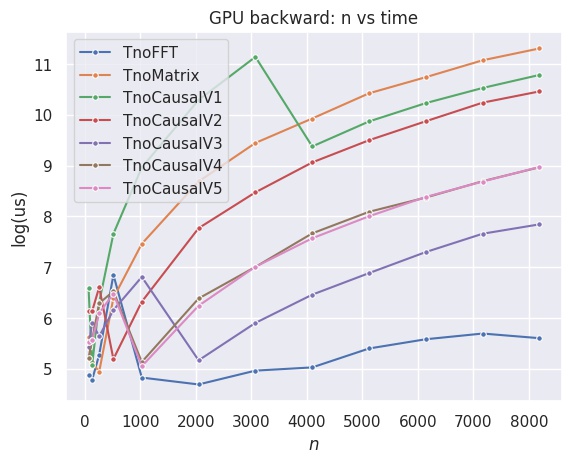 GPU backward: n vs time
TnoFFT
TnoMatrix
TnoCausalV1
TnoCausalV2
TnoCausalV3
TnoCausalV4
TnoCausalV5
log(us)
11
10
9
8
7
6
5
0 1000 2000 3000 4000 5000 6000 7000 8000
n